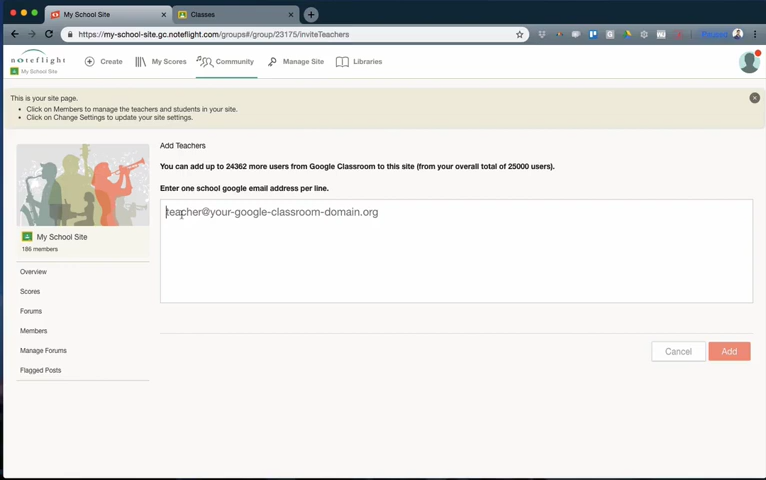 My School Site
Classes
https://my-school-site.gc.noteflight.com/groups#/group/23175/inviteTeachers
noteflight
My School Site
Create
My Scores
Community
Manage Site
Libraries
This is your site page.
Click on Members to manage the teachers and students in your site.
Click on Change Settings to update your site settings.
Add Teachers
You can add up to 24362 more users from Google Classroom to this site (from your overall total of 25000 users).
Enter one school google email address per line.
teacher@your-google-classroom-domain.org
My School Site
186 members
Overview
Scores
Forums
Members
Manage Forums
Flagged Posts
Cancel
Add